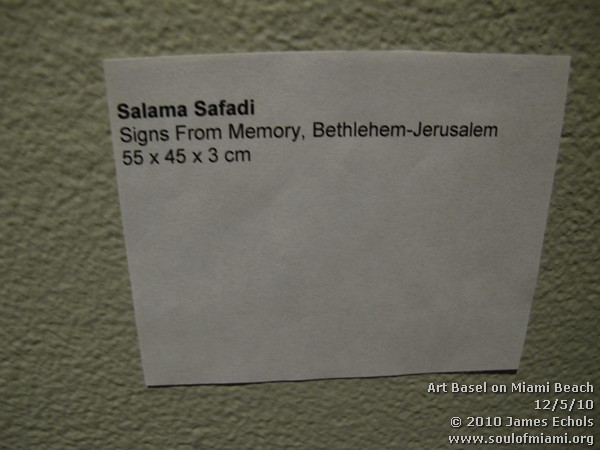 Salama Safadi
Signs From Memory, Bethlehem-Jerusalem
55 x 45 x 3 cm
Art Basel on Miami Beach
12/5/10
© 2010 James Echols
www.soulofmiami.org